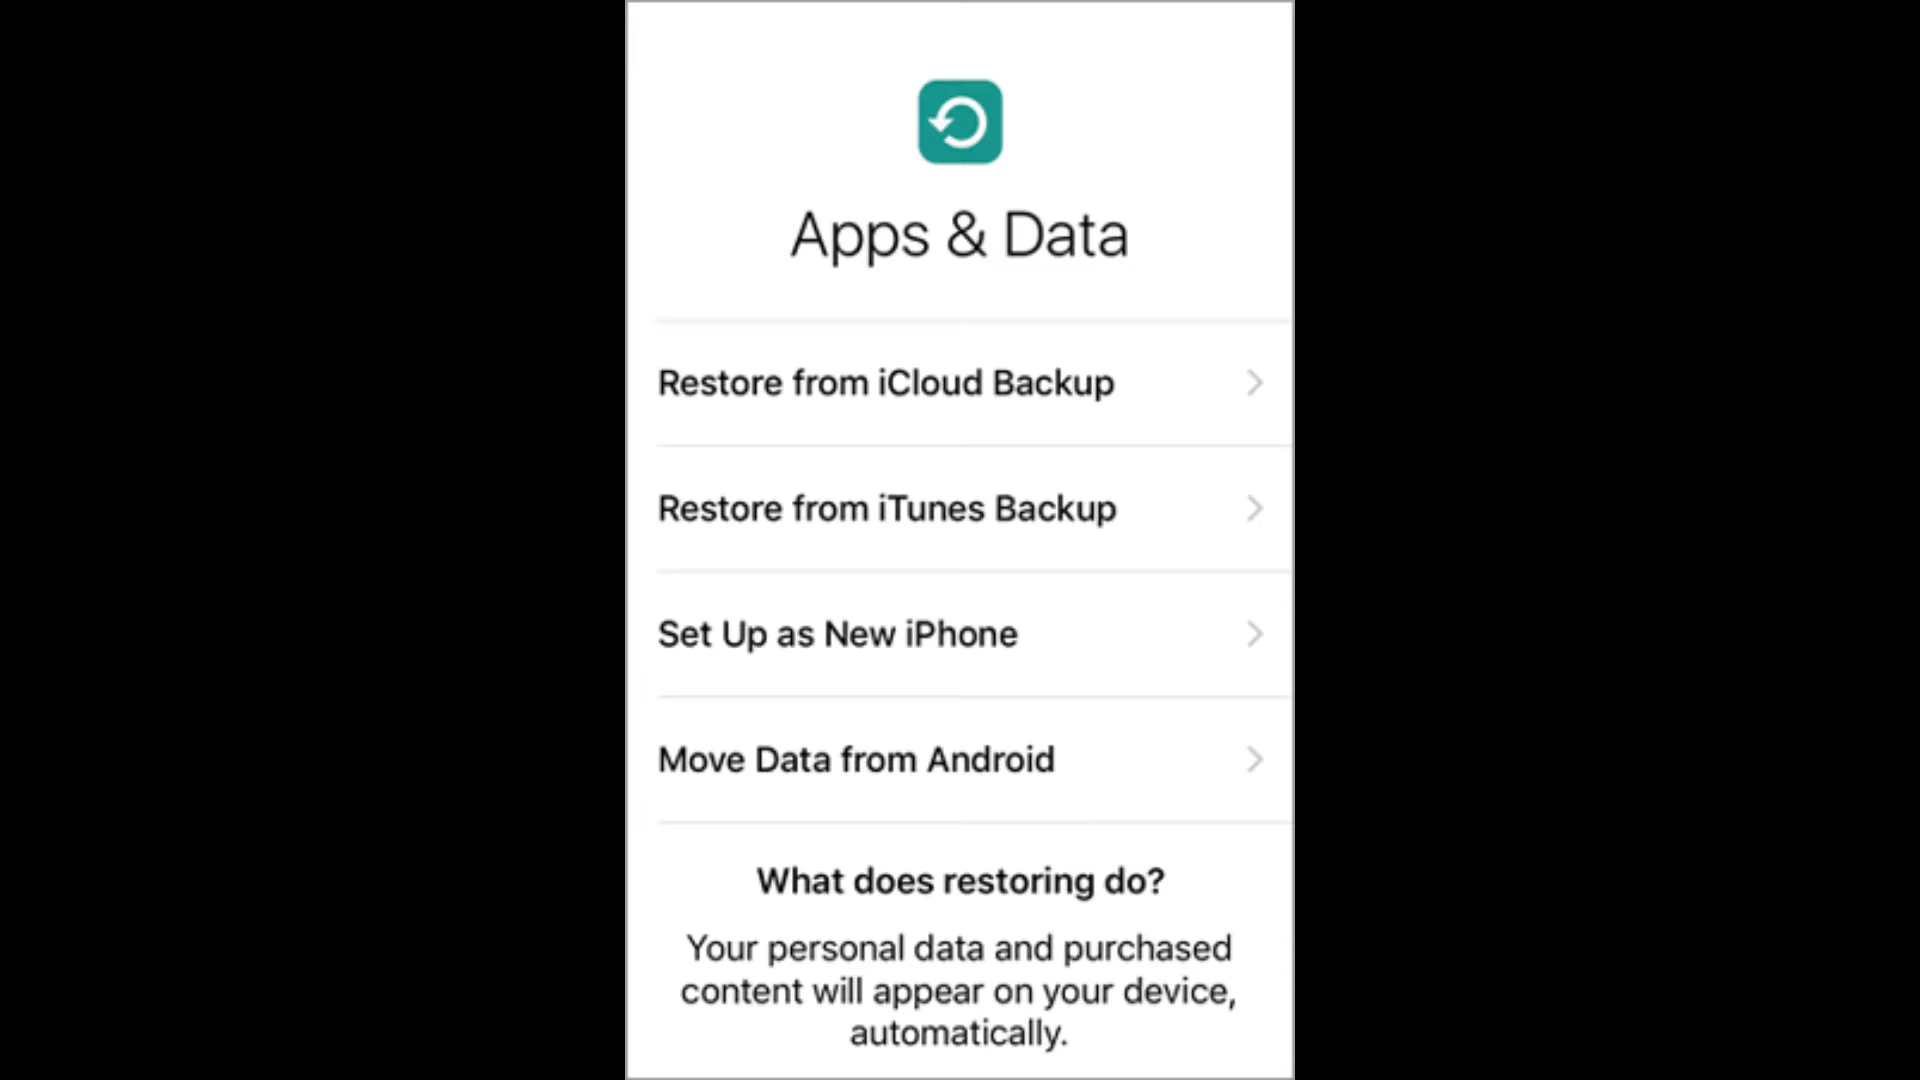 Apps & Data
Restore from iCloud Backup
Restore from iTunes Backup
Set Up as New iPhone
Move Data from Android
What does restoring do?
Your personal data and purchased
content will appear on your device,
automatically.